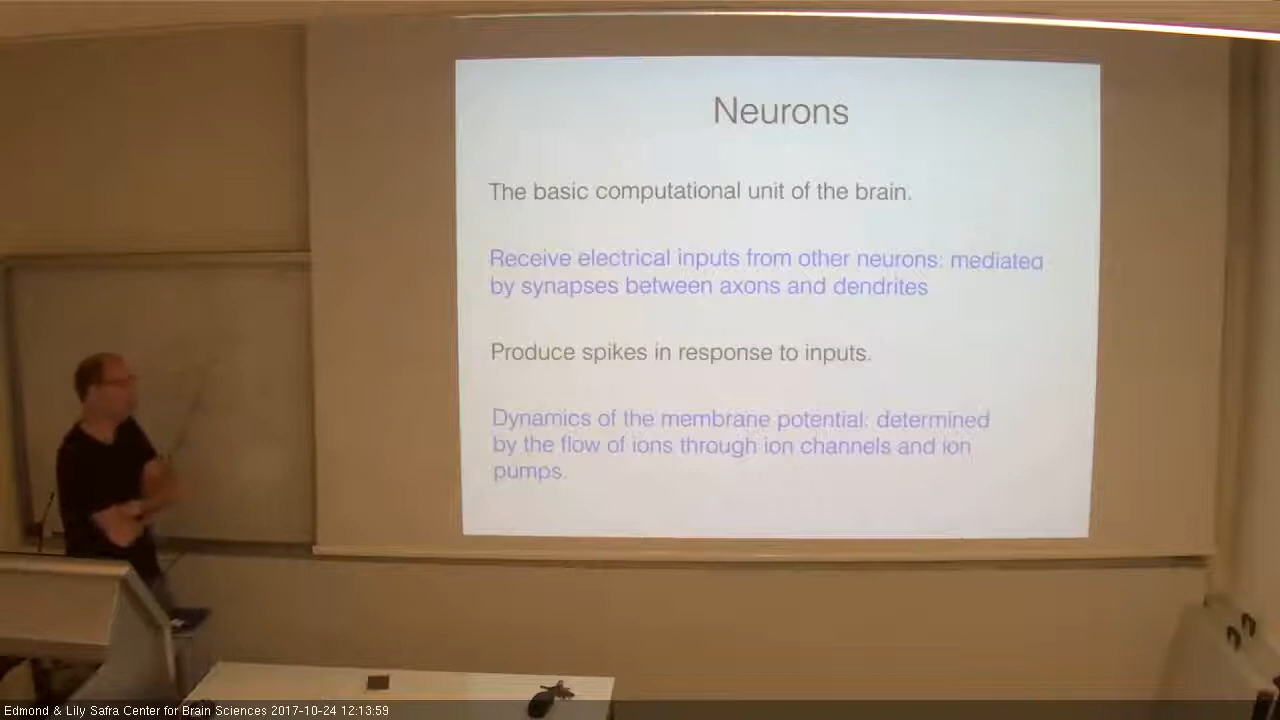 Neurons
The basic computational unit of the brain.
Receive electrical inputs from other neurons: mediated
by synapses between axons and dendrites
Produce spikes in response to inputs.
Dynamics of the membrane potential: determined
by the flow of ions through ion channels and ion
pumps.
Edmond & Lily Safra Center for Brain Sciences 2017-10-24 12:13:59